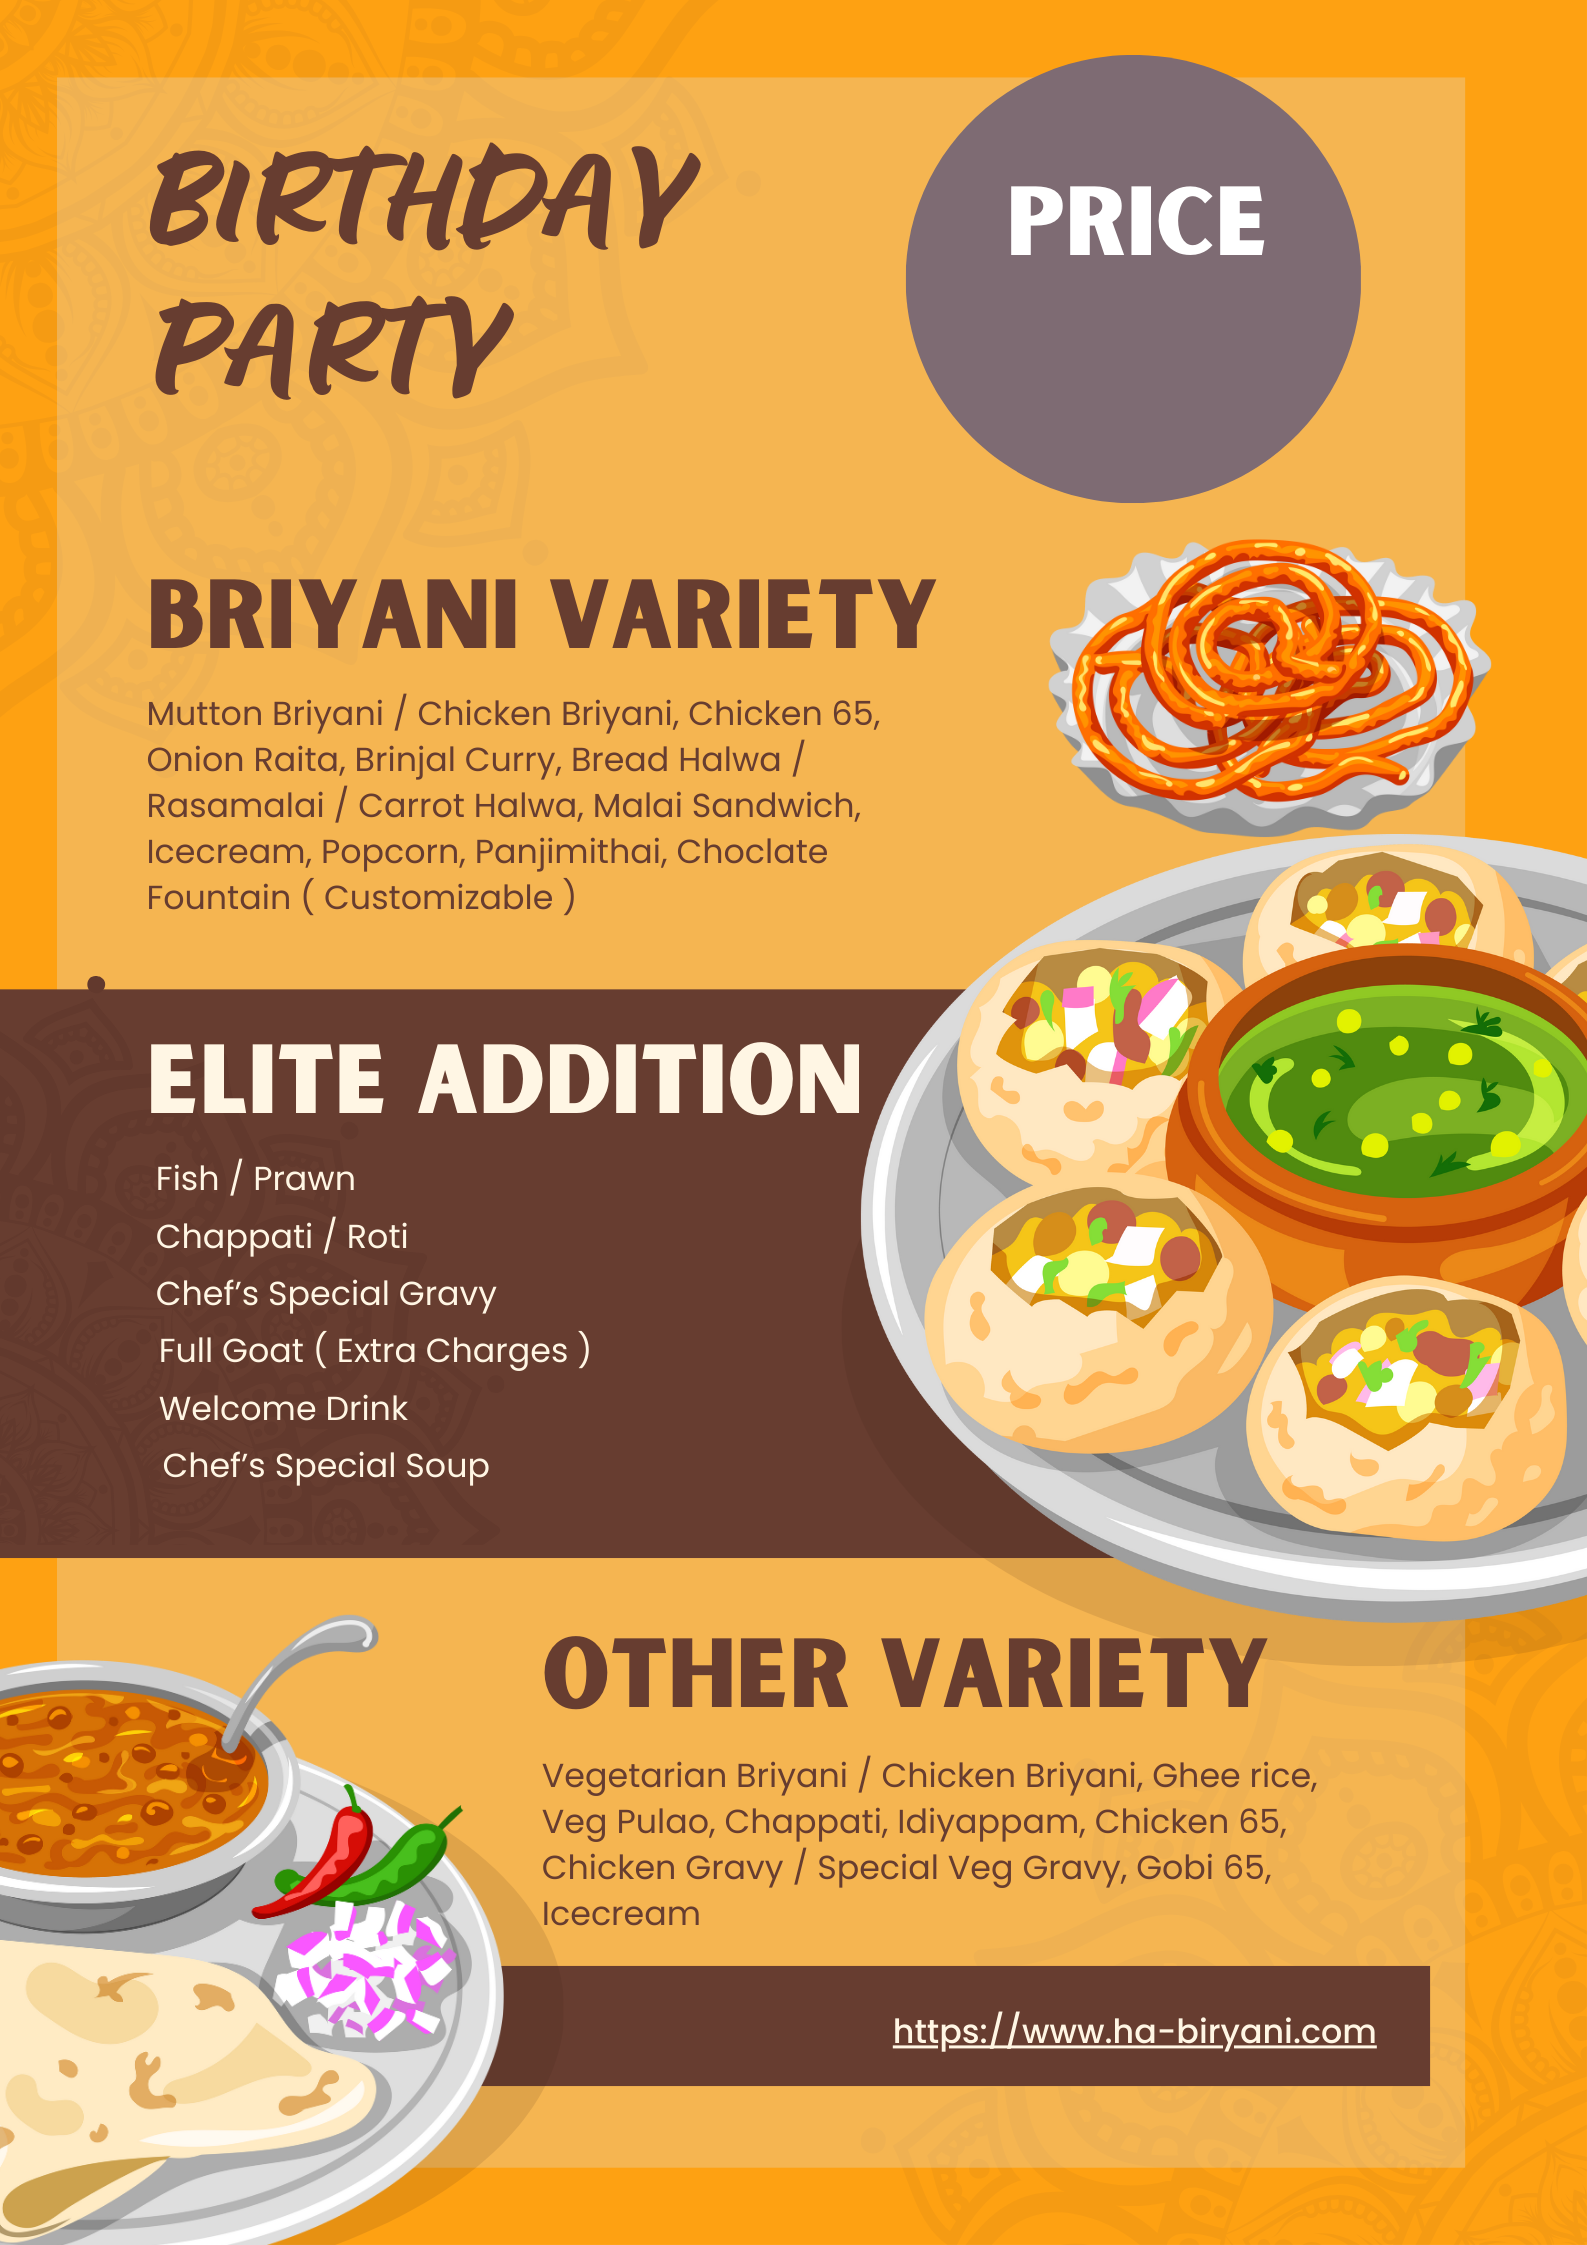 BIRTHDAY
PARTY
PRICE
BRIYANI VARIETY
Mutton Briyani / Chicken Briyani, Chicken 65,
Onion Raita, Brinjal Curry, Bread Halwa /
Rasamalai / Carrot Halwa, Malai Sandwich,
Icecream, Popcorn, Panjimithai, Choclate
Fountain ( Customizable )
ELITE ADDITION
Fish / Prawn
Chappati / Roti
Chef’s Special Gravy
Full Goat ( Extra Charges )
Welcome Drink
Chef’s Special Soup
OTHER VARIETY
Vegetarian Briyani / Chicken Briyani, Ghee rice,
Veg Pulao, Chappati, Idiyappam, Chicken 65,
Chicken Gravy / Special Veg Gravy, Gobi 65,
Icecream
https://www.ha-biryani.com